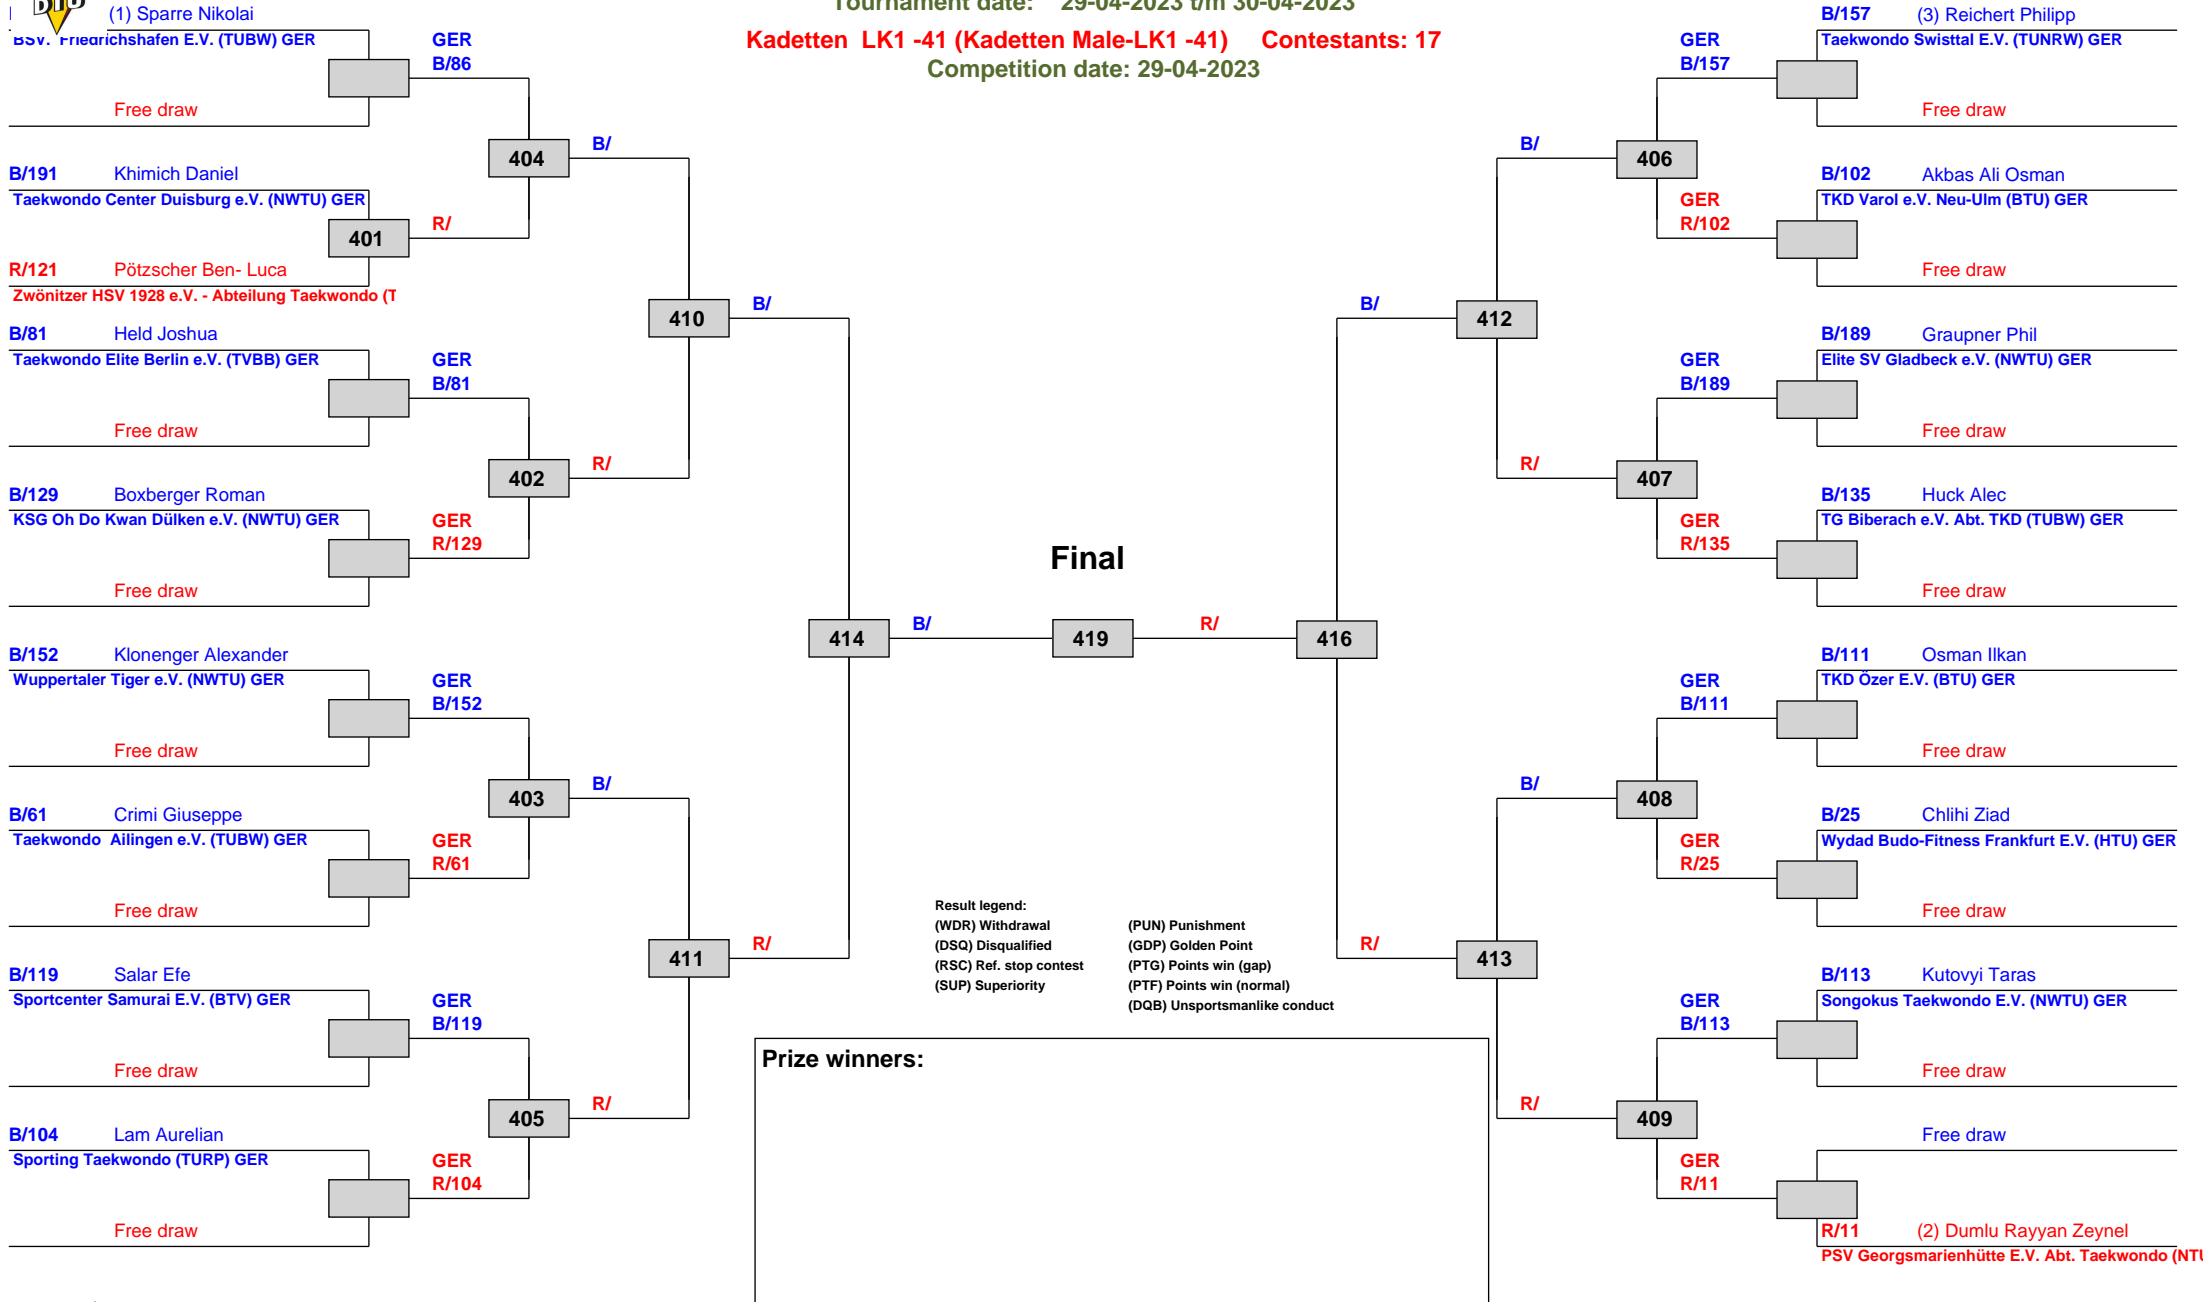 DTU
Tournament date: 29-04-2023 t/m 30-04-2023
Kadetten LK1 -41 (Kadetten Male-LK1 -41) Contestants: 17
Competition date: 29-04-2023
(1) Sparre Nikolai
BSV. Friedrichshafen E.V. (TUBW) GER
GER
B/86
Free draw
404
B/
B/191 Khimich Daniel
Taekwondo Center Duisburg e.V. (NWTU) GER
401
R/
R/121 Pötzscher Ben- Luca
Zwönitzer HSV 1928 e.V. - Abteilung Taekwondo (T
410
B/
B/81 Held Joshua
Taekwondo Elite Berlin e.V. (TVBB) GER
GER
B/81
Free draw
402
R/
B/129 Boxberger Roman
KSG Oh Do Kwan Dülken e.V. (NWTU) GER
GER
R/129
Free draw
414
B/
B/152 Klonenger Alexander
Wuppertaler Tiger e.V. (NWTU) GER
GER
B/152
Free draw
403
B/
B/61 Crimi Giuseppe
Taekwondo Ailingen e.V. (TUBW) GER
GER
R/61
Free draw
411
R/
B/119 Salar Efe
Sportcenter Samurai E.V. (BTV) GER
GER
B/119
Free draw
405
R/
B/104 Lam Aurelian
Sporting Taekwondo (TURP) GER
GER
R/104
Free draw
Final
419
R/
416
B/157 (3) Reichert Philipp
Taekwondo Swisttal E.V. (TUNRW) GER
GER
B/157
Free draw
B/
406
B/102 Akbas Ali Osman
TKD Varol e.V. Neu-Ulm (BTU) GER
GER
R/102
Free draw
B/
412
B/189 Graupner Phil
Elite SV Gladbeck e.V. (NWTU) GER
GER
B/189
Free draw
R/
407
B/135 Huck Alec
TG Biberach e.V. Abt. TKD (TUBW) GER
GER
R/135
Free draw
B/111 Osman Ilkan
TKD Özer E.V. (BTU) GER
GER
B/111
Free draw
B/
408
B/25 Chlihi Ziad
Wydad Budo-Fitness Frankfurt E.V. (HTU) GER
GER
R/25
Free draw
R/
413
B/113 Kutovyi Taras
Songokus Taekwondo E.V. (NWTU) GER
GER
B/113
Free draw
R/
409
Free draw
GER
R/11
R/11 (2) Dumlu Rayyan Zeynel
PSV Georgsmarienhütte E.V. Abt. Taekwondo (NTU
Result legend:
(WDR) Withdrawal (PUN) Punishment
(DSQ) Disqualified (GDP) Golden Point
(RSC) Ref. stop contest (PTG) Points win (gap)
(SUP) Superiority (PTF) Points win (normal)
(DQB) Unsportsmanlike conduct
Prize winners: